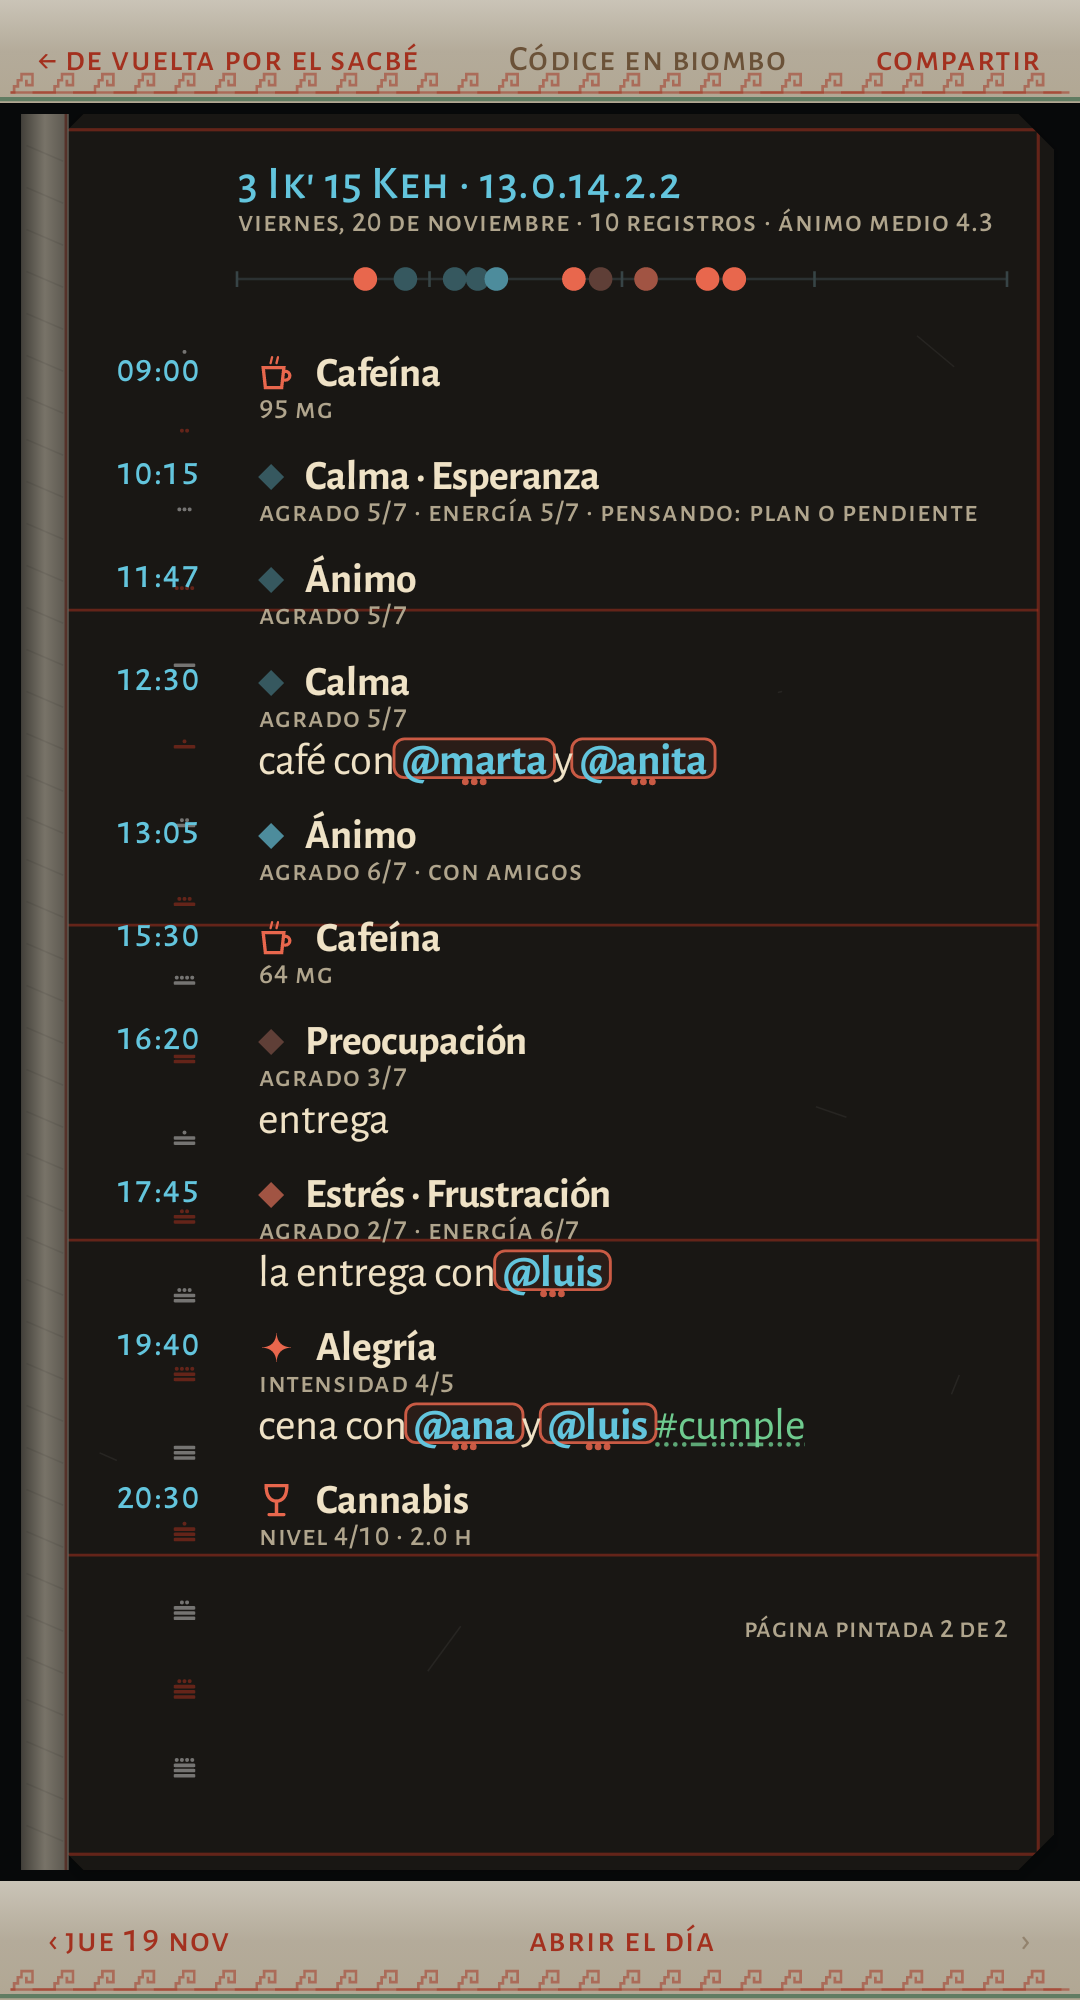 ← DE VUELTA POR EL SACBÉ
CÓDICE EN BIOMBO
COMPARTIR
3 Ik' 15 Keh · 13.0.14.2.2
VIERNES, 20 DE NOVIEMBRE · 10 REGISTROS · ÁNIMO MEDIO 4.3
09:00 Cafeína
95 MG
10:15 Calma · Esperanza
AGRADO 5/7 · ENERGÍA 5/7 · PENSANDO: PLAN O PENDIENTE
11:47 Ánimo
AGRADO 5/7
12:30 Calma
AGRADO 5/7
café con @marta y @anita
13:05 Ánimo
AGRADO 6/7 · CON AMIGOS
15:30 Cafeína
64 MG
16:20 Preocupación
AGRADO 3/7
entrega
17:45 Estrés · Frustración
AGRADO 2/7 · ENERGÍA 6/7
la entrega con @luis
19:40 Alegría
INTENSIDAD 4/5
cena con @ana y @luis #cumple
20:30 Cannabis
NIVEL 4/10 · 2.0 H
PÁGINA PINTADA 2 DE 2
‹ JUE 19 NOV
ABRIR EL DÍA
›